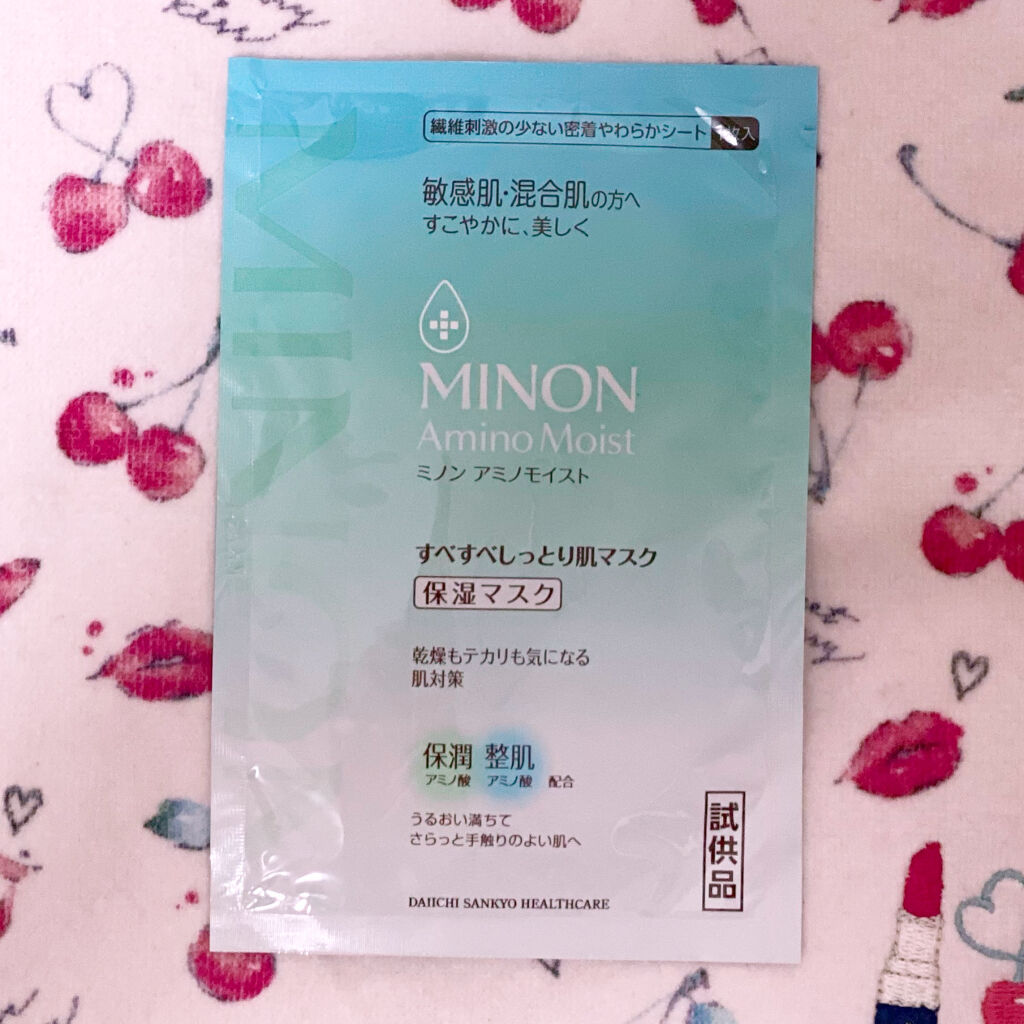 繊維刺激の少ない密着やわらかシート 1枚入
敏感肌・混合肌の方へ
すこやかに、美しく
MINON
Amino Moist
ミノン アミノモイスト
すべすべしっとり肌マスク
保湿マスク
乾燥もテカリも気になる
肌対策
保潤 整肌
アミノ酸 アミノ酸 配合
うるおい満ちて
さらっと手触りのよい肌へ
試供品
DAIICHI SANKYO HEALTHCARE
MINON